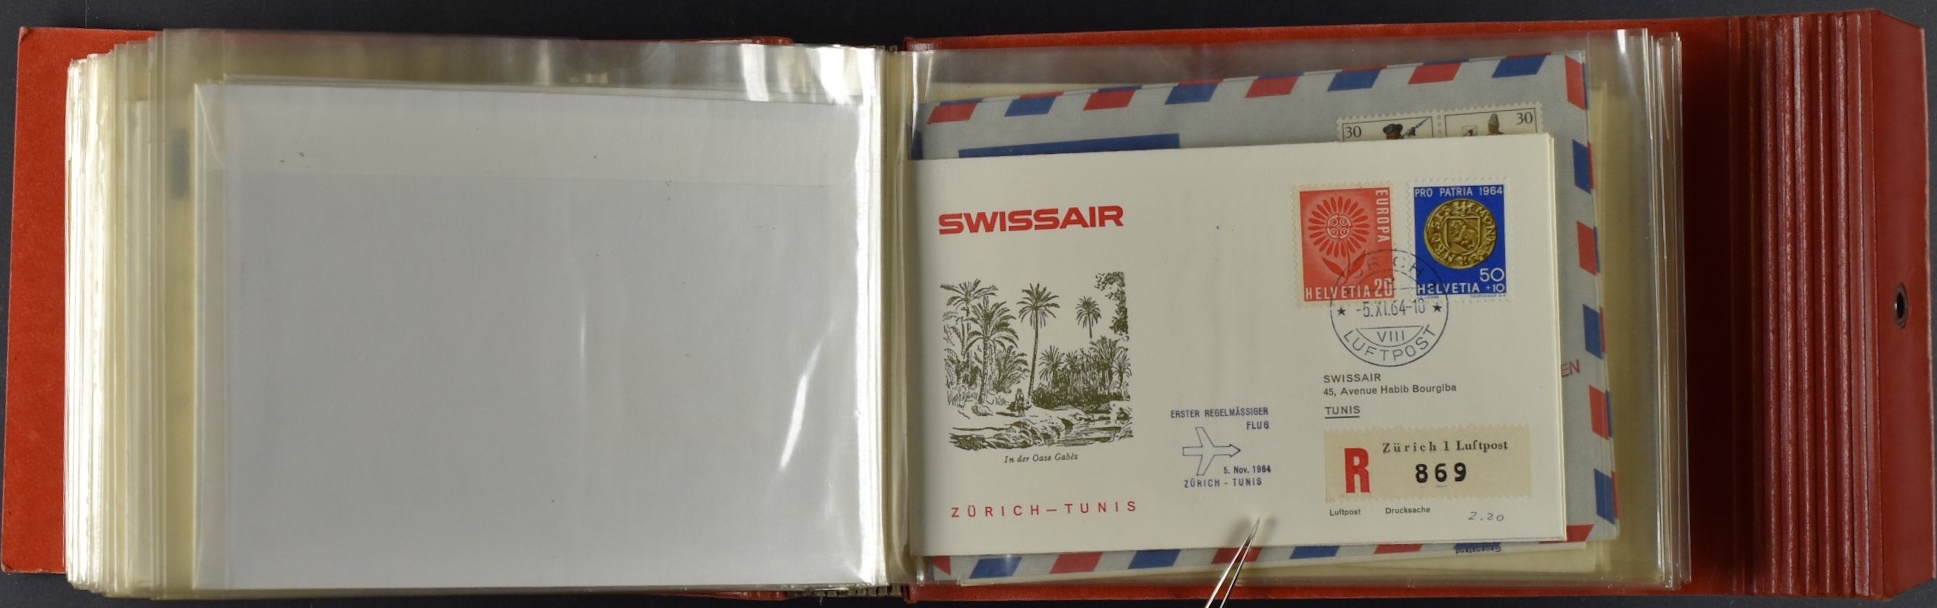 30
30
SWISSAIR
EUROPA
HELVETIA 20
PRO PATRIA 1964
50
HELVETIA +10
ZÜRICH
-5.XI.64-10
VIII
LUFTPOST
SWISSAIR
45, Avenue Habib Bourgiba
TUNIS
ERSTER REGELMÄSSIGER
FLUG
5. Nov. 1964
ZÜRICH - TUNIS
In der Oase Gabès
ZÜRICH—TUNIS
R
Zürich 1 Luftpost
869
Luftpost Drucksache
2.20
EN